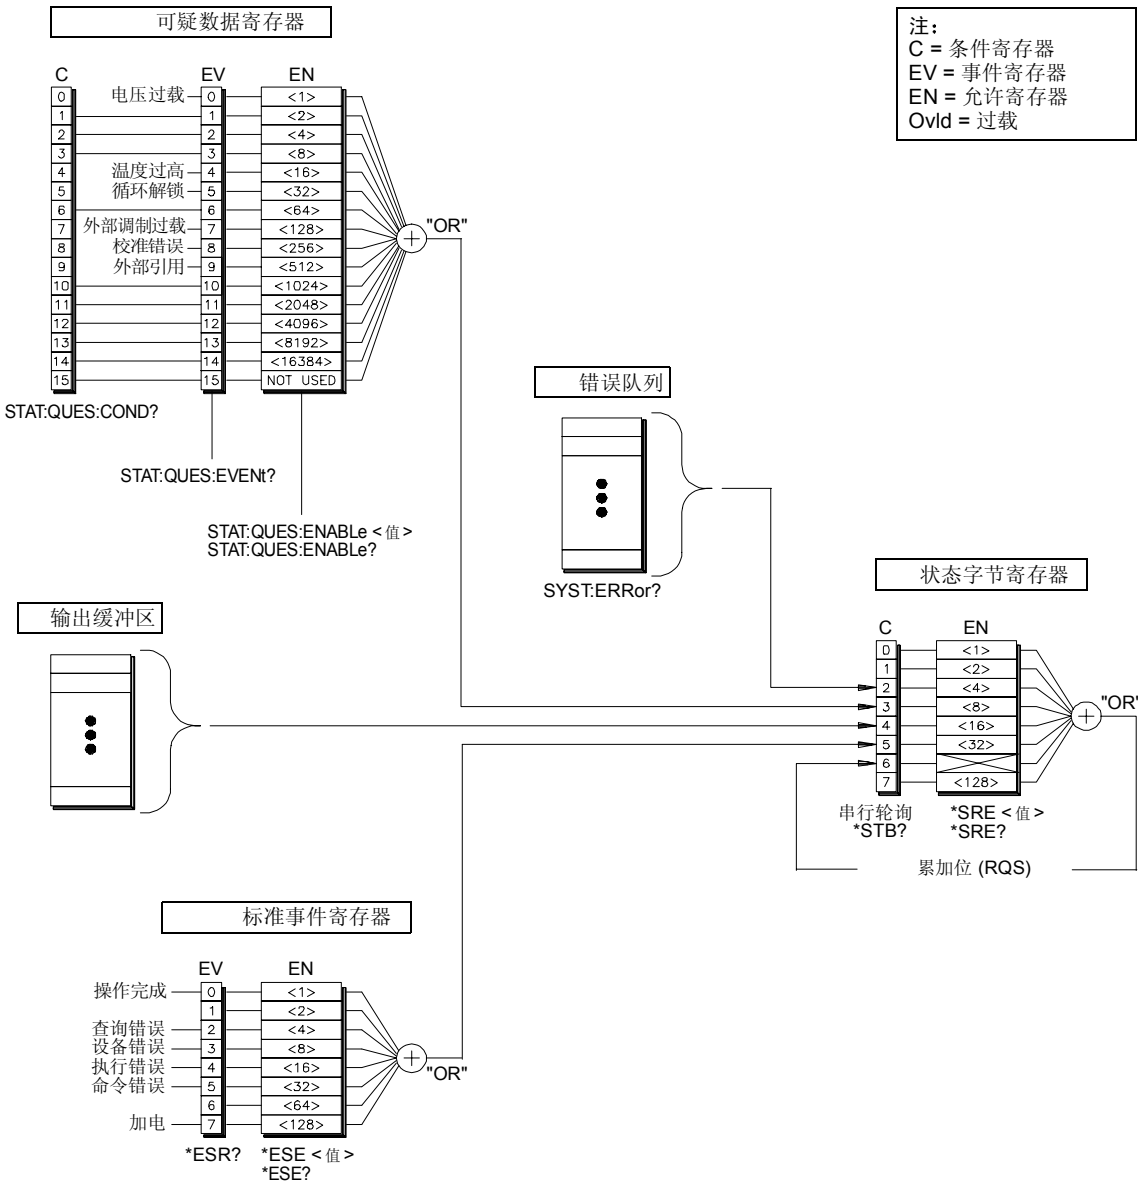 可疑数据寄存器
注:
C = 条件寄存器
EV = 事件寄存器
EN = 允许寄存器
Ovld = 过载
C EV EN
0 电压过载 0 <1>
1 1 <2>
2 2 <4>
3 3 <8>
4 温度过高 4 <16>
5 循环解锁 5 <32>
6 6 <64>
7 外部调制过载 7 <128>
8 校准错误 8 <256>
9 外部引用 9 <512>
10 10 <1024>
11 11 <2048>
12 12 <4096>
13 13 <8192>
14 14 <16384>
15 15 NOT USED
+ "OR"
STAT:QUES:COND?
STAT:QUES:EVENt?
STAT:QUES:ENABLe <值>
STAT:QUES:ENABLe?
错误队列
SYST:ERRor?
输出缓冲区
状态字节寄存器
C EN
0 <1>
1 <2>
2 <4>
3 <8>
4 <16>
5 <32>
6
7 <128>
+ "OR"
串行轮询
*STB?
*SRE <值>
*SRE?
累加位 (RQS)
标准事件寄存器
EV EN
操作完成 0 <1>
1 <2>
查询错误 2 <4>
设备错误 3 <8>
执行错误 4 <16>
命令错误 5 <32>
6 <64>
加电 7 <128>
+ "OR"
*ESR?
*ESE <值>
*ESE?